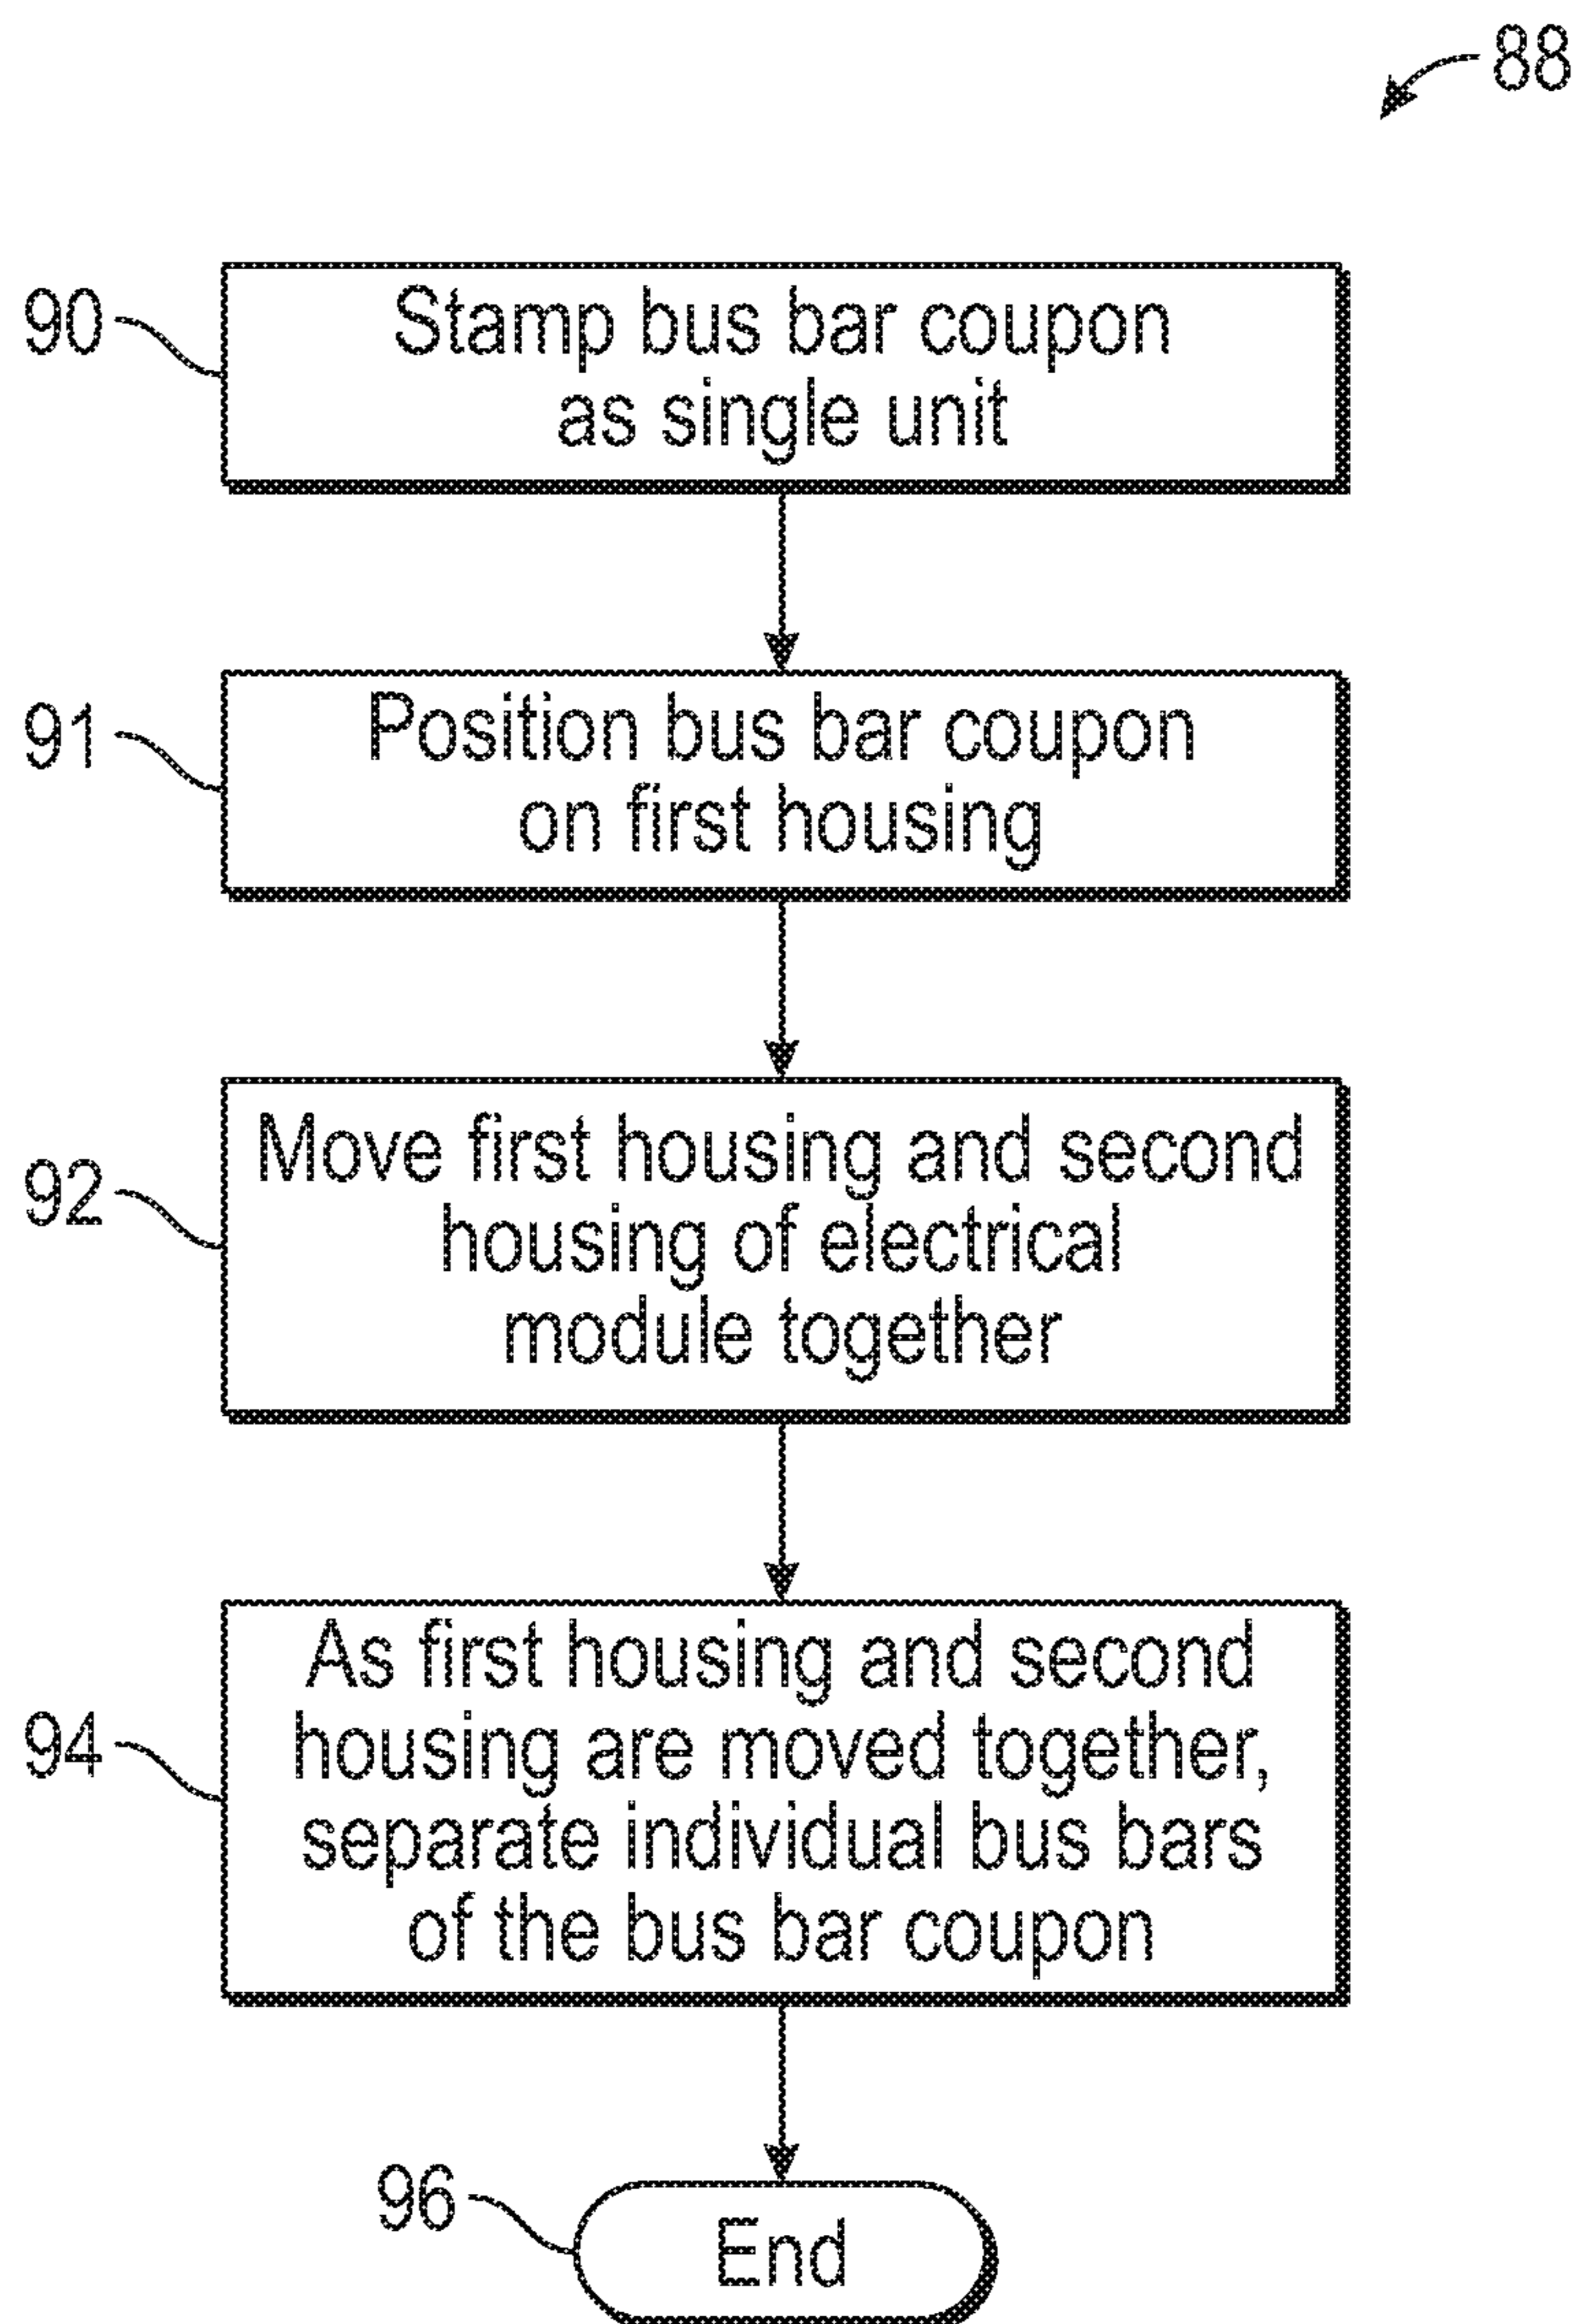 88
90
Stamp bus bar coupon
as single unit
91
Position bus bar coupon
on first housing
92
Move first housing and second
housing of electrical
module together
94
As first housing and second
housing are moved together,
separate individual bus bars
of the bus bar coupon
96
End